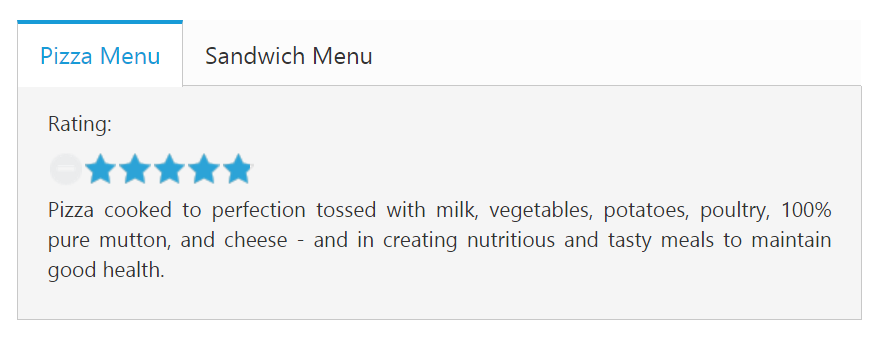 Pizza Menu
Sandwich Menu
Rating:
Pizza cooked to perfection tossed with milk, vegetables, potatoes, poultry, 100%
pure mutton, and cheese - and in creating nutritious and tasty meals to maintain
good health.